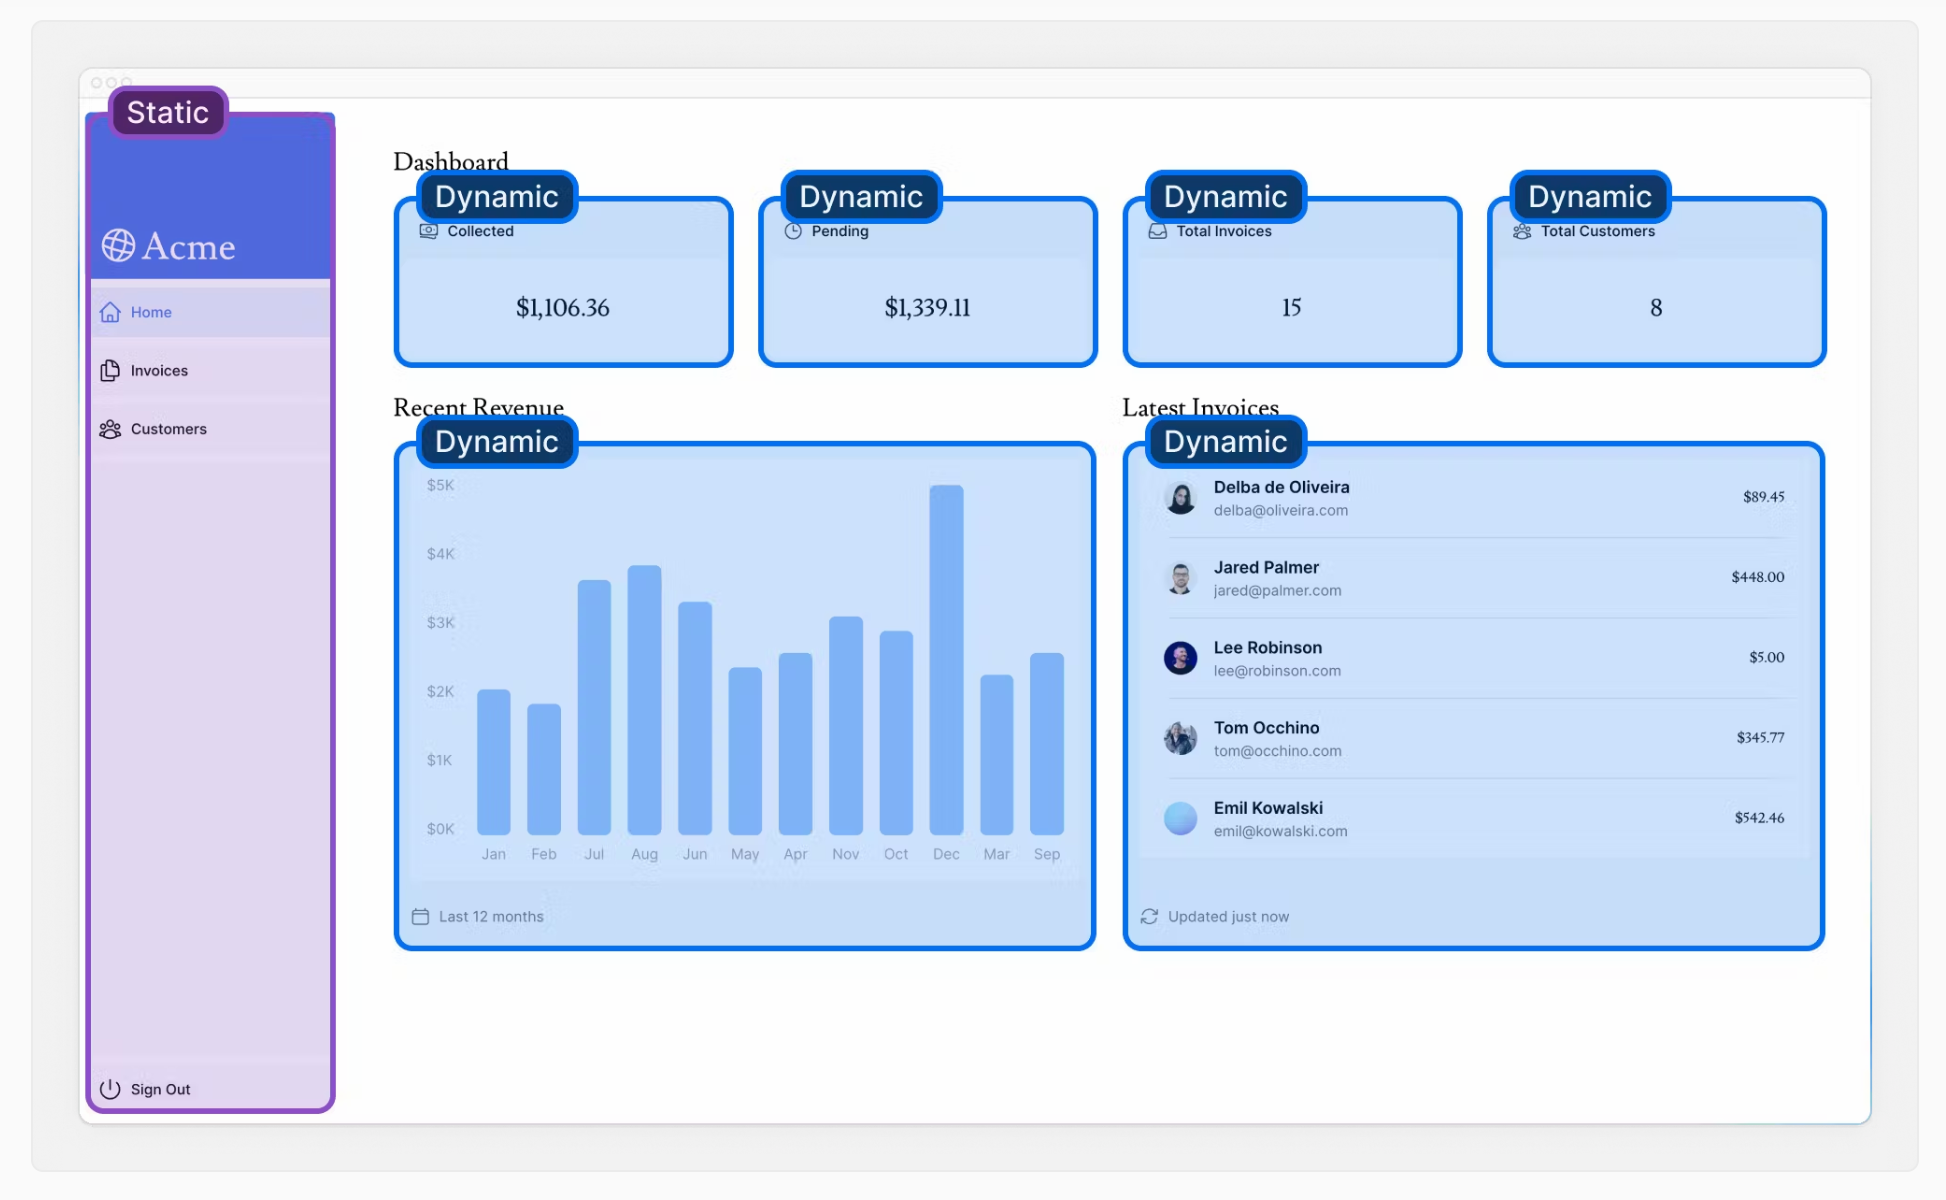 Static
Acme
Home
Invoices
Customers
Sign Out
Dashboard
Dynamic
Collected
$1,106.36
Dynamic
Pending
$1,339.11
Dynamic
Total Invoices
15
Dynamic
Total Customers
8
Recent Revenue
Dynamic
$5K
$4K
$3K
$2K
$1K
$0K
Jan Feb Jul Aug Jun May Apr Nov Oct Dec Mar Sep
Last 12 months
Latest Invoices
Dynamic
Delba de Oliveira
delba@oliveira.com
$89.45
Jared Palmer
jared@palmer.com
$448.00
Lee Robinson
lee@robinson.com
$5.00
Tom Occhino
tom@occhino.com
$345.77
Emil Kowalski
emil@kowalski.com
$542.46
Updated just now